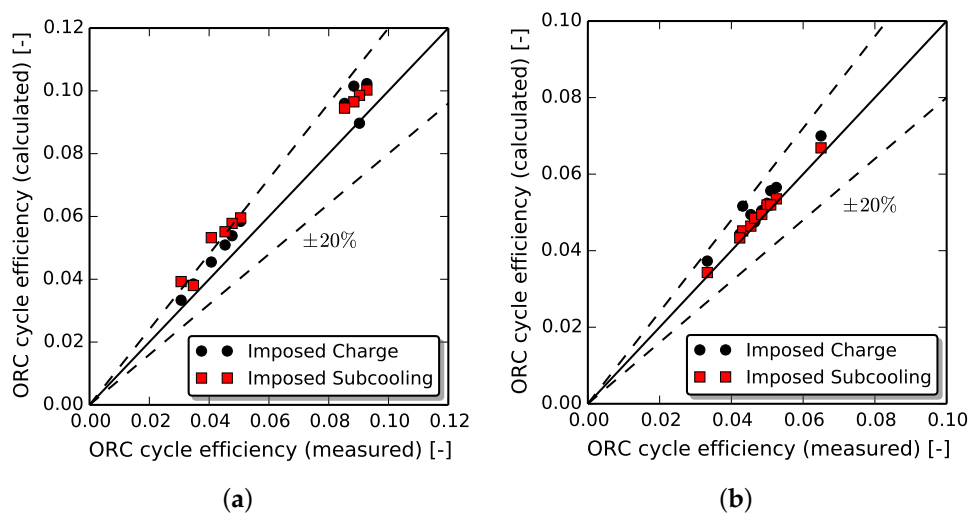 0.12
0.10
0.08
0.06
0.04
0.02
0.00
ORC cycle efficiency (calculated) [-]
±20%
Imposed Charge
Imposed Subcooling
0.00 0.02 0.04 0.06 0.08 0.10 0.12
ORC cycle efficiency (measured) [-]
(a)
0.10
0.08
0.06
0.04
0.02
0.00
ORC cycle efficiency (calculated) [-]
±20%
Imposed Charge
Imposed Subcooling
0.00 0.02 0.04 0.06 0.08 0.10
ORC cycle efficiency (measured) [-]
(b)